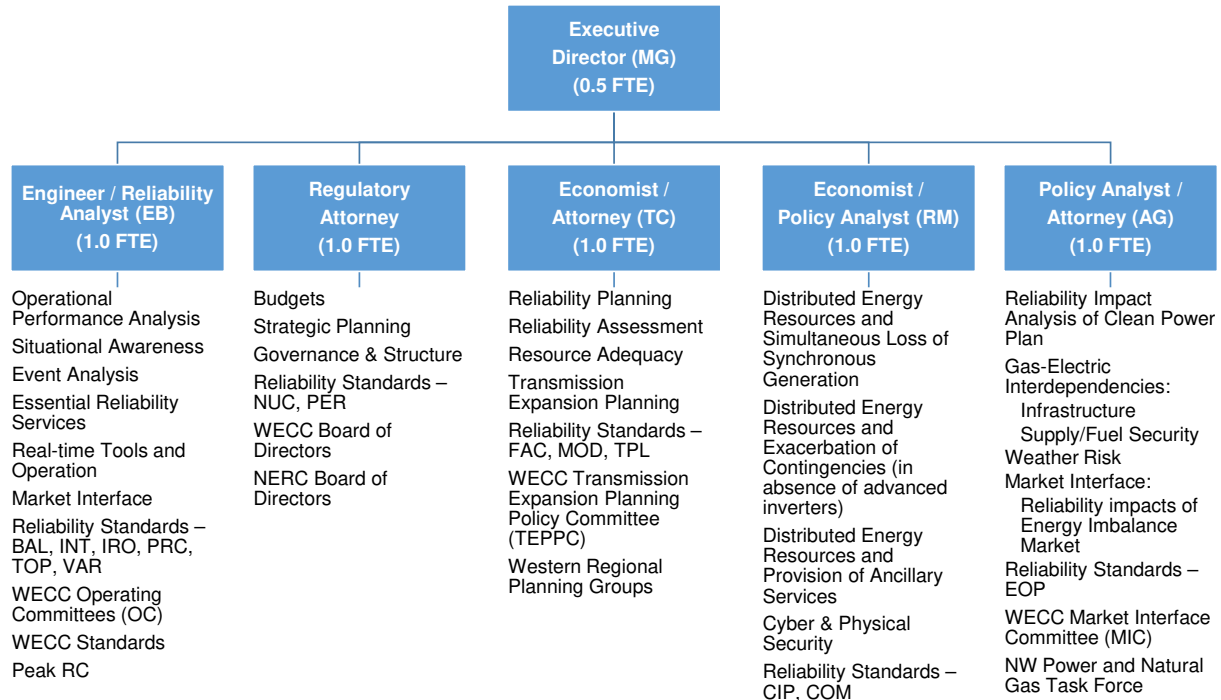 Executive
Director (MG)
(0.5 FTE)
Engineer / Reliability
Analyst (EB)
(1.0 FTE)
Operational
Performance Analysis
Situational Awareness
Event Analysis
Essential Reliability
Services
Real-time Tools and
Operation
Market Interface
Reliability Standards –
BAL, INT, IRO, PRC,
TOP, VAR
WECC Operating
Committees (OC)
WECC Standards
Peak RC
Regulatory
Attorney
(1.0 FTE)
Budgets
Strategic Planning
Governance & Structure
Reliability Standards –
NUC, PER
WECC Board of
Directors
NERC Board of
Directors
Economist /
Attorney (TC)
(1.0 FTE)
Reliability Planning
Reliability Assessment
Resource Adequacy
Transmission
Expansion Planning
Reliability Standards –
FAC, MOD, TPL
WECC Transmission
Expansion Planning
Policy Committee
(TEPPC)
Western Regional
Planning Groups
Economist /
Policy Analyst (RM)
(1.0 FTE)
Distributed Energy
Resources and
Simultaneous Loss of
Synchronous
Generation
Distributed Energy
Resources and
Exacerbation of
Contingencies (in
absence of advanced
inverters)
Distributed Energy
Resources and
Provision of Ancillary
Services
Cyber & Physical
Security
Reliability Standards –
CIP, COM
Policy Analyst /
Attorney (AG)
(1.0 FTE)
Reliability Impact
Analysis of Clean Power
Plan
Gas-Electric
Interdependencies:
Infrastructure
Supply/Fuel Security
Weather Risk
Market Interface:
Reliability impacts of
Energy Imbalance
Market
Reliability Standards –
EOP
WECC Market Interface
Committee (MIC)
NW Power and Natural
Gas Task Force